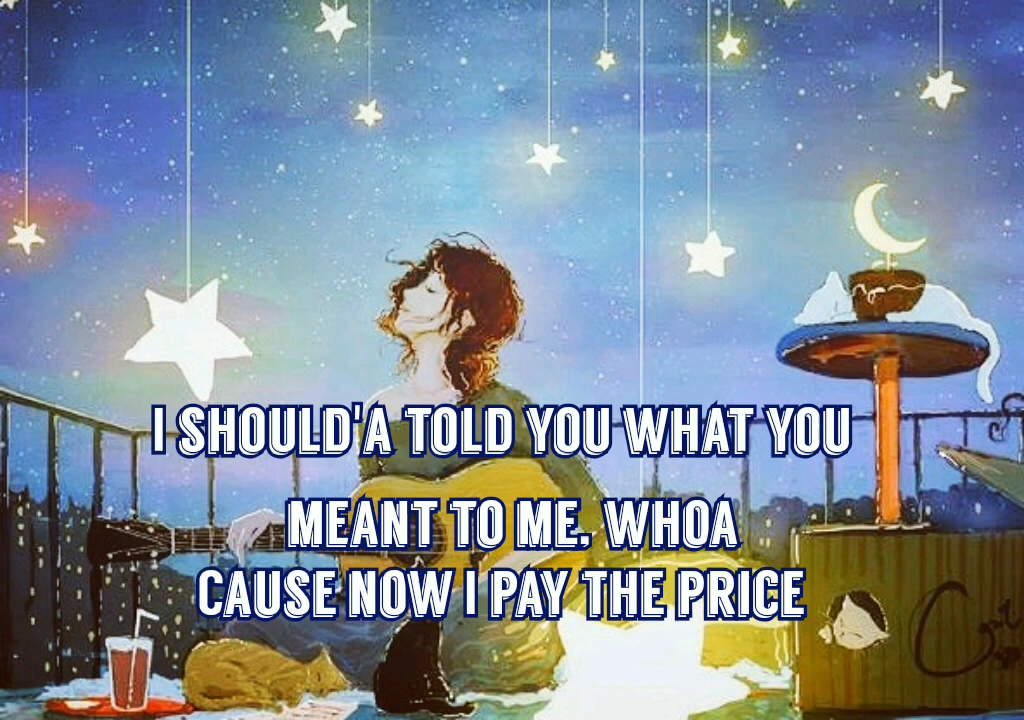 I SHOULD'A TOLD YOU WHAT YOU
MEANT TO ME. WHOA
CAUSE NOW I PAY THE PRICE